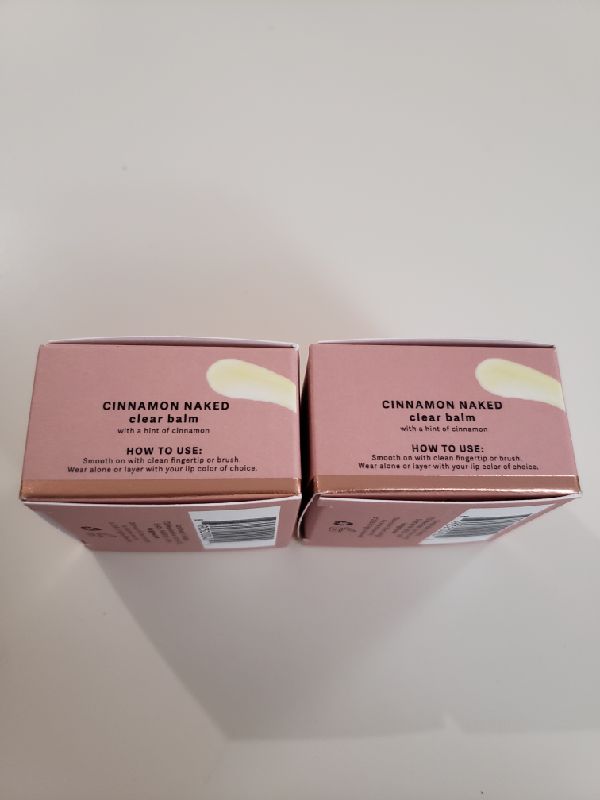 CINNAMON NAKED
clear balm
with a hint of cinnamon
HOW TO USE:
Smooth on with clean fingertip or brush.
Wear alone or layer with your lip color of choice.
CINNAMON NAKED
clear balm
with a hint of cinnamon
HOW TO USE:
Smooth on with clean fingertip or brush.
Wear alone or layer with your lip color of choice.